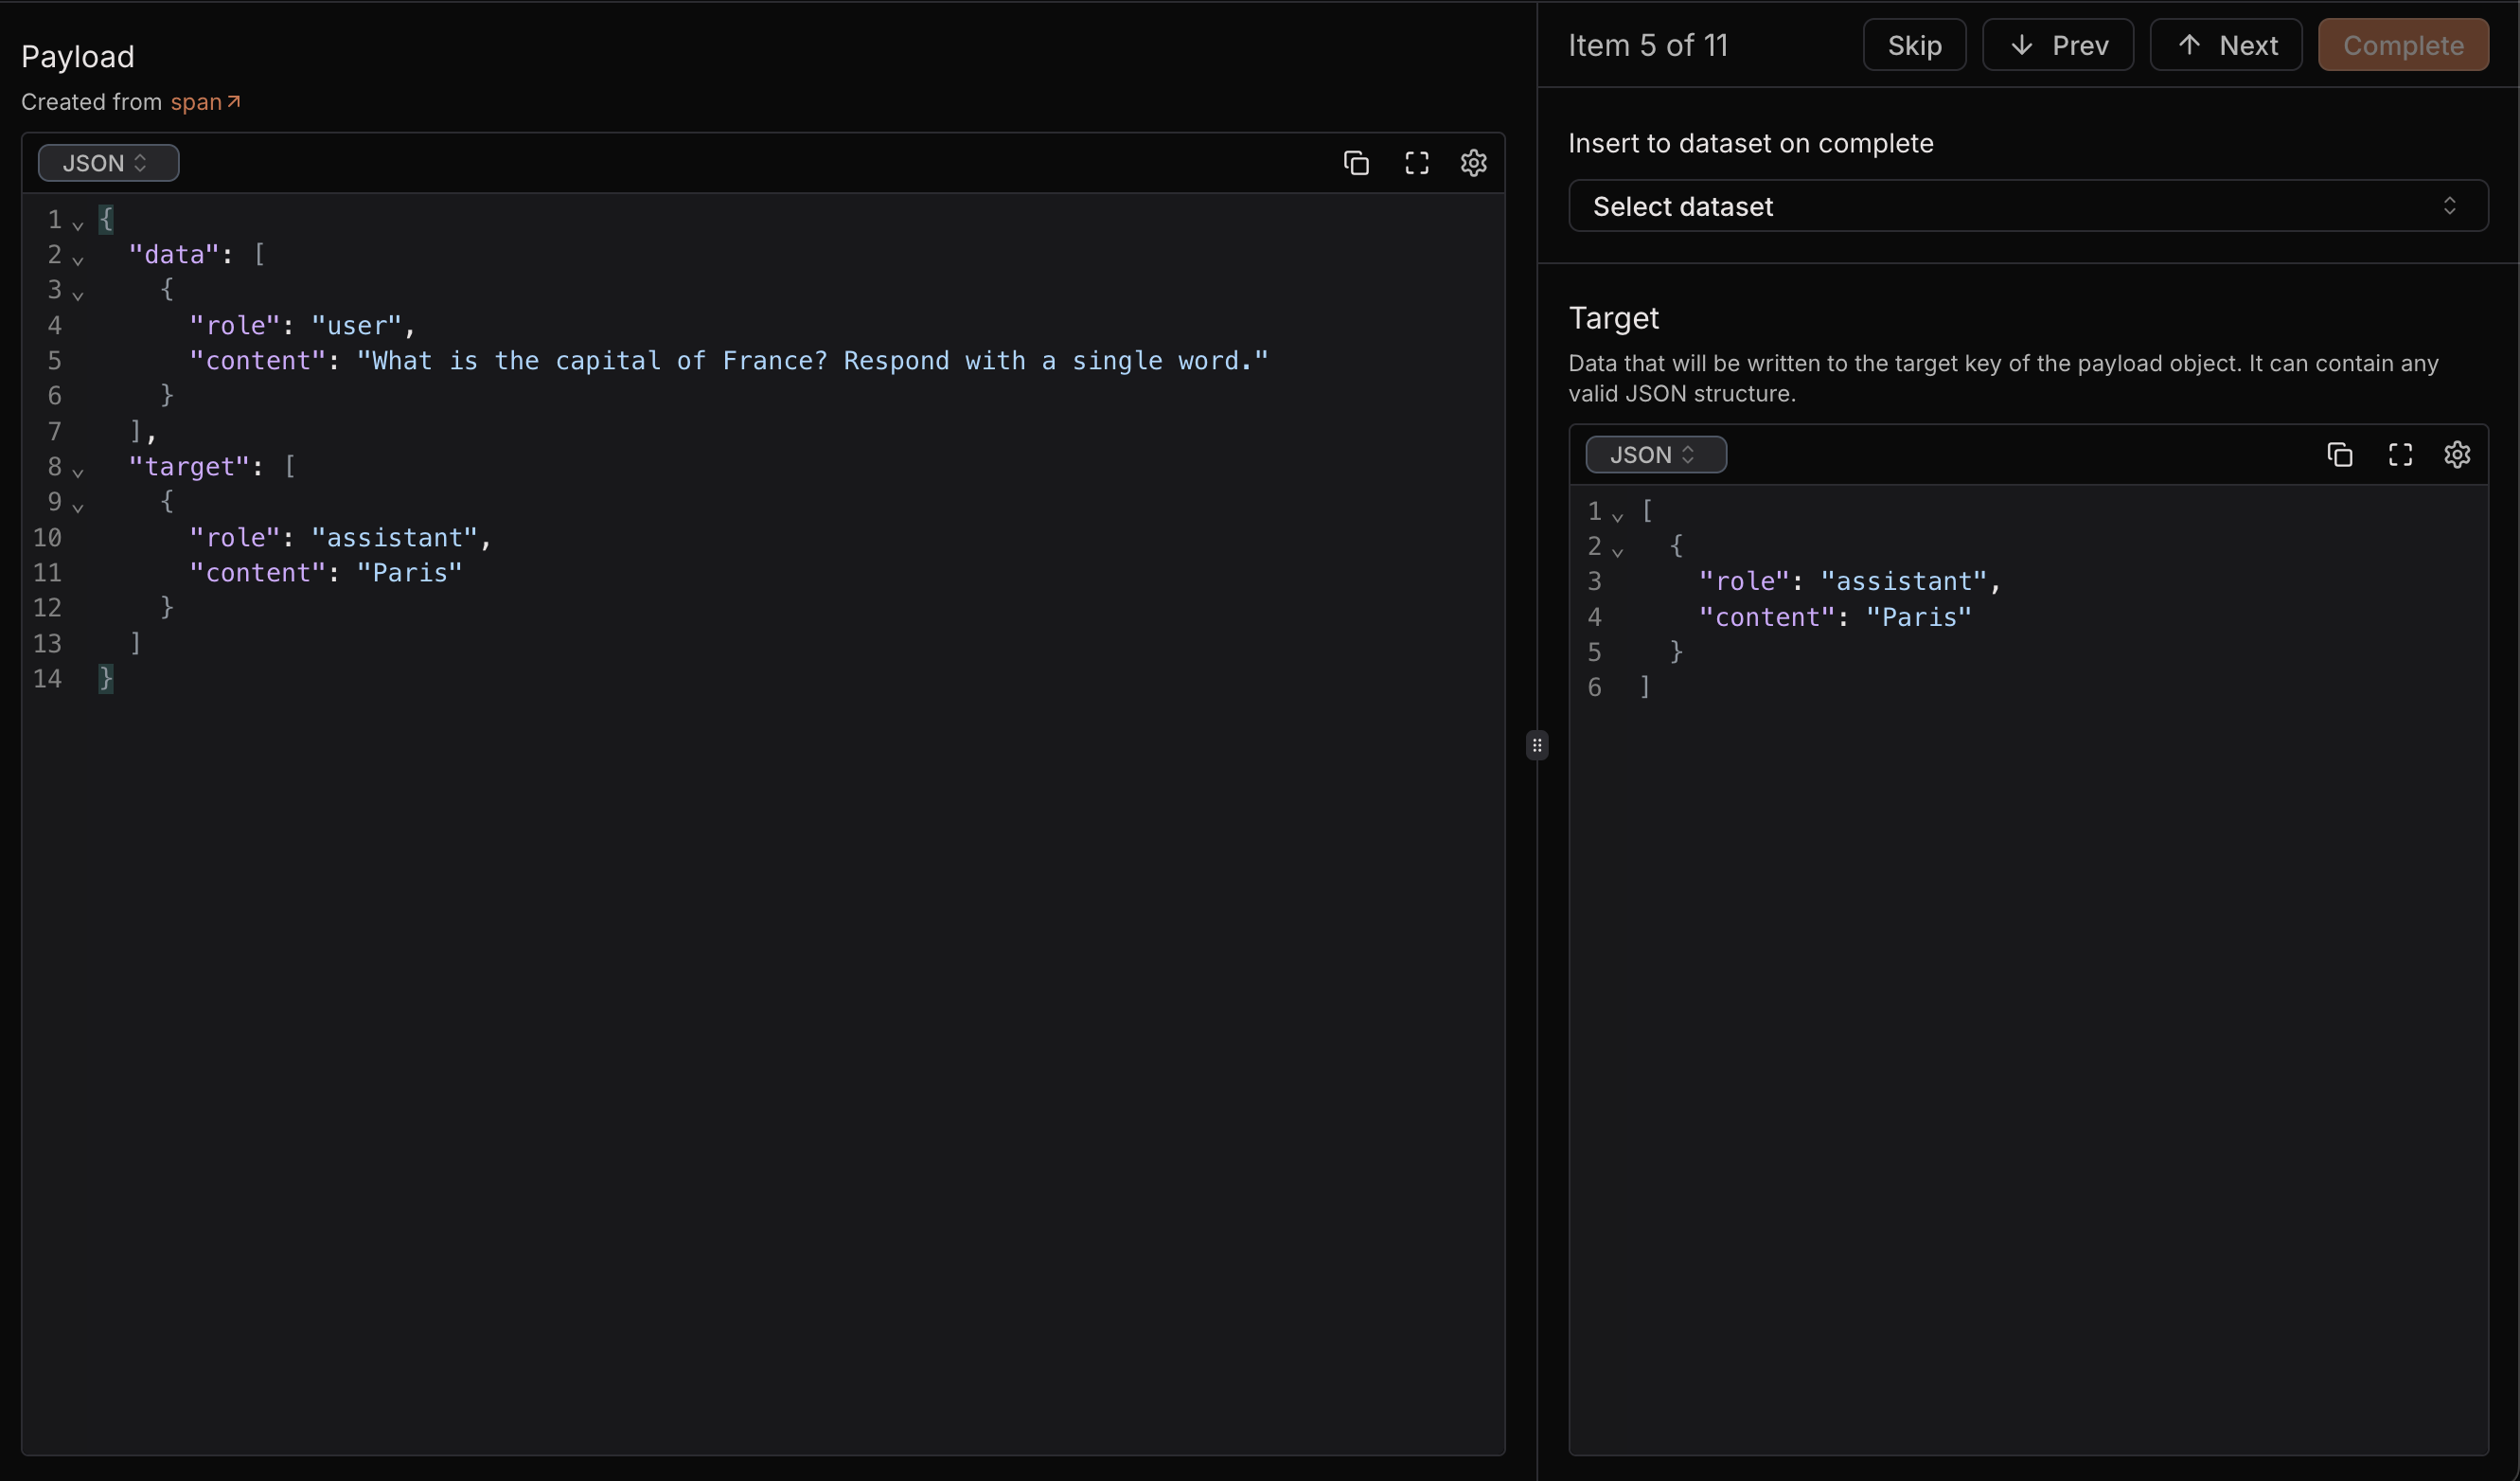 Payload
Created from span
JSON
1 {
2   "data": [
3     {
4       "role": "user",
5       "content": "What is the capital of France? Respond with a single word."
6     }
7   ],
8   "target": [
9     {
10       "role": "assistant",
11       "content": "Paris"
12     }
13   ]
14 }
Item 5 of 11
Skip
Prev
Next
Complete
Insert to dataset on complete
Select dataset
Target
Data that will be written to the target key of the payload object. It can contain any
valid JSON structure.
JSON
1 [
2   {
3     "role": "assistant",
4     "content": "Paris"
5   }
6 ]